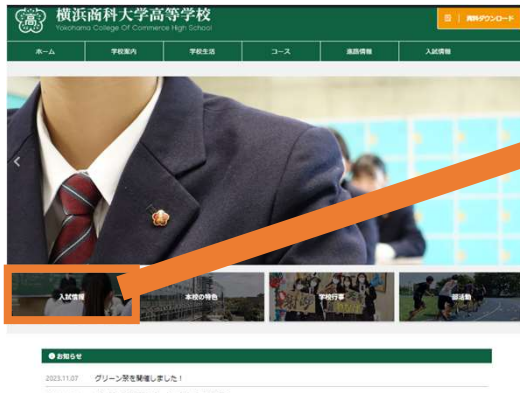 高
横浜商科大学高等学校
Yokohama College Of Commerce High School
資料ダウンロード
ホーム
学校案内
学校生活
コース
進路情報
入試情報
入試情報
本校の特色
学校行事
部活動
お知らせ
2023.11.07 グリーン祭を開催しました！